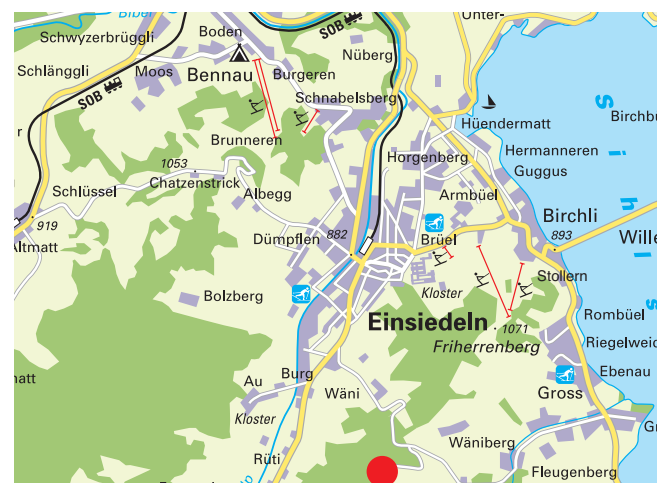 Bibel
Boden
SOB
Unter-
Schwyzerbrüggli
Nüberg
Schlänggli
Moos
Bennau
Burgeren
SOB
Schnabelsberg
Hüendermatt
Brunneren
Hermanneren
Horgenberg
Guggus
1053
Chatzenstrick
Schlüssel
Albegg
Armbüel
919
Birchli
Altmatt
Dümpflen
882
Brüel
893
Wille
Sihls
Stollern
Bolzberg
Kloster
Einsiedeln
1071
Friherrenberg
Rombüel
Riegelweid
Au
Burg
Wäni
Ebenau
Gross
Kloster
Wäniberg
Rüti
Fleugenberg